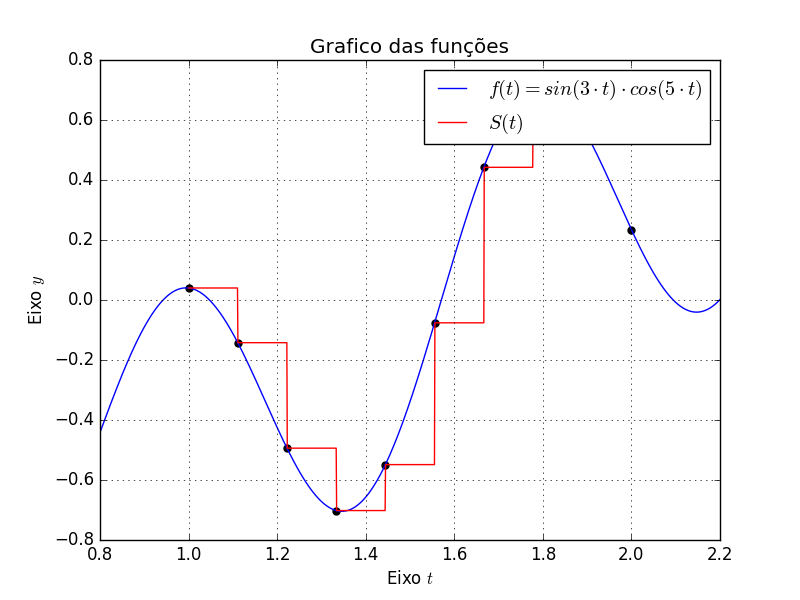 Grafico das funções
f(t) = sin(3 · t) · cos(5 · t)
S(t)
Eixo y
0.8
0.6
0.4
0.2
0.0
−0.2
−0.4
−0.6
−0.8
0.8 1.0 1.2 1.4 1.6 1.8 2.0 2.2
Eixo t